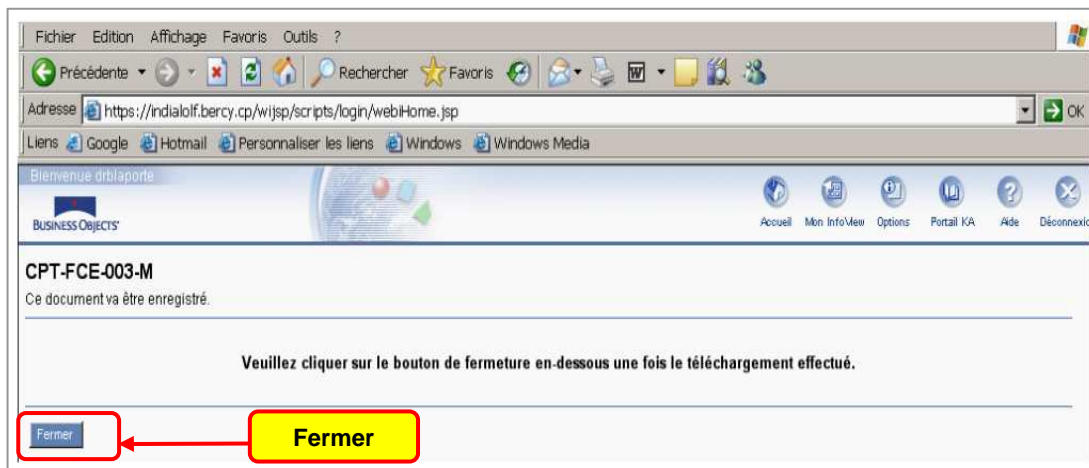 Fichier Edition Affichage Favoris Outils ?
Précédente Rechercher Favoris
Adresse https://indialolf.bercy.cp/wijsp/scripts/login/webiHome.jsp OK
Liens Google Hotmail Personnaliser les liens Windows Windows Media
Bienvenue drblaporte
BUSINESS OBJECTS
Accueil Mon InfoView Options Portail KA Aide Déconnexio
CPT-FCE-003-M
Ce document va être enregistré.
Veuillez cliquer sur le bouton de fermeture en-dessous une fois le téléchargement effectué.
Fermer Fermer